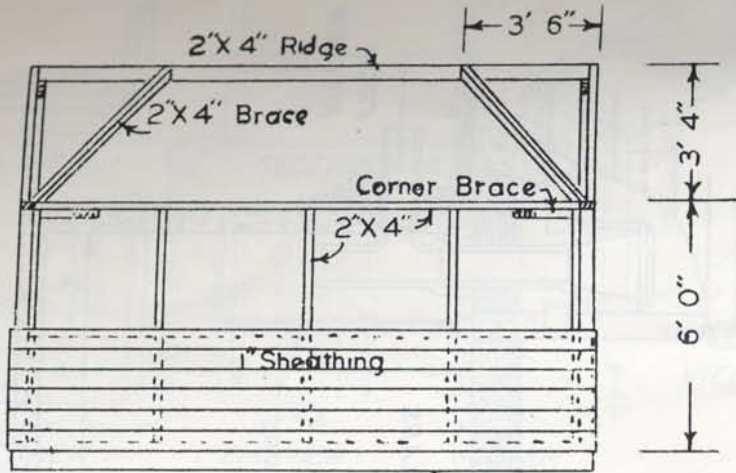 3' 6"
2"X 4" Ridge
2"X 4" Brace
3' 4"
Corner Brace
2"X 4"
6' 0"
1" Sheathing